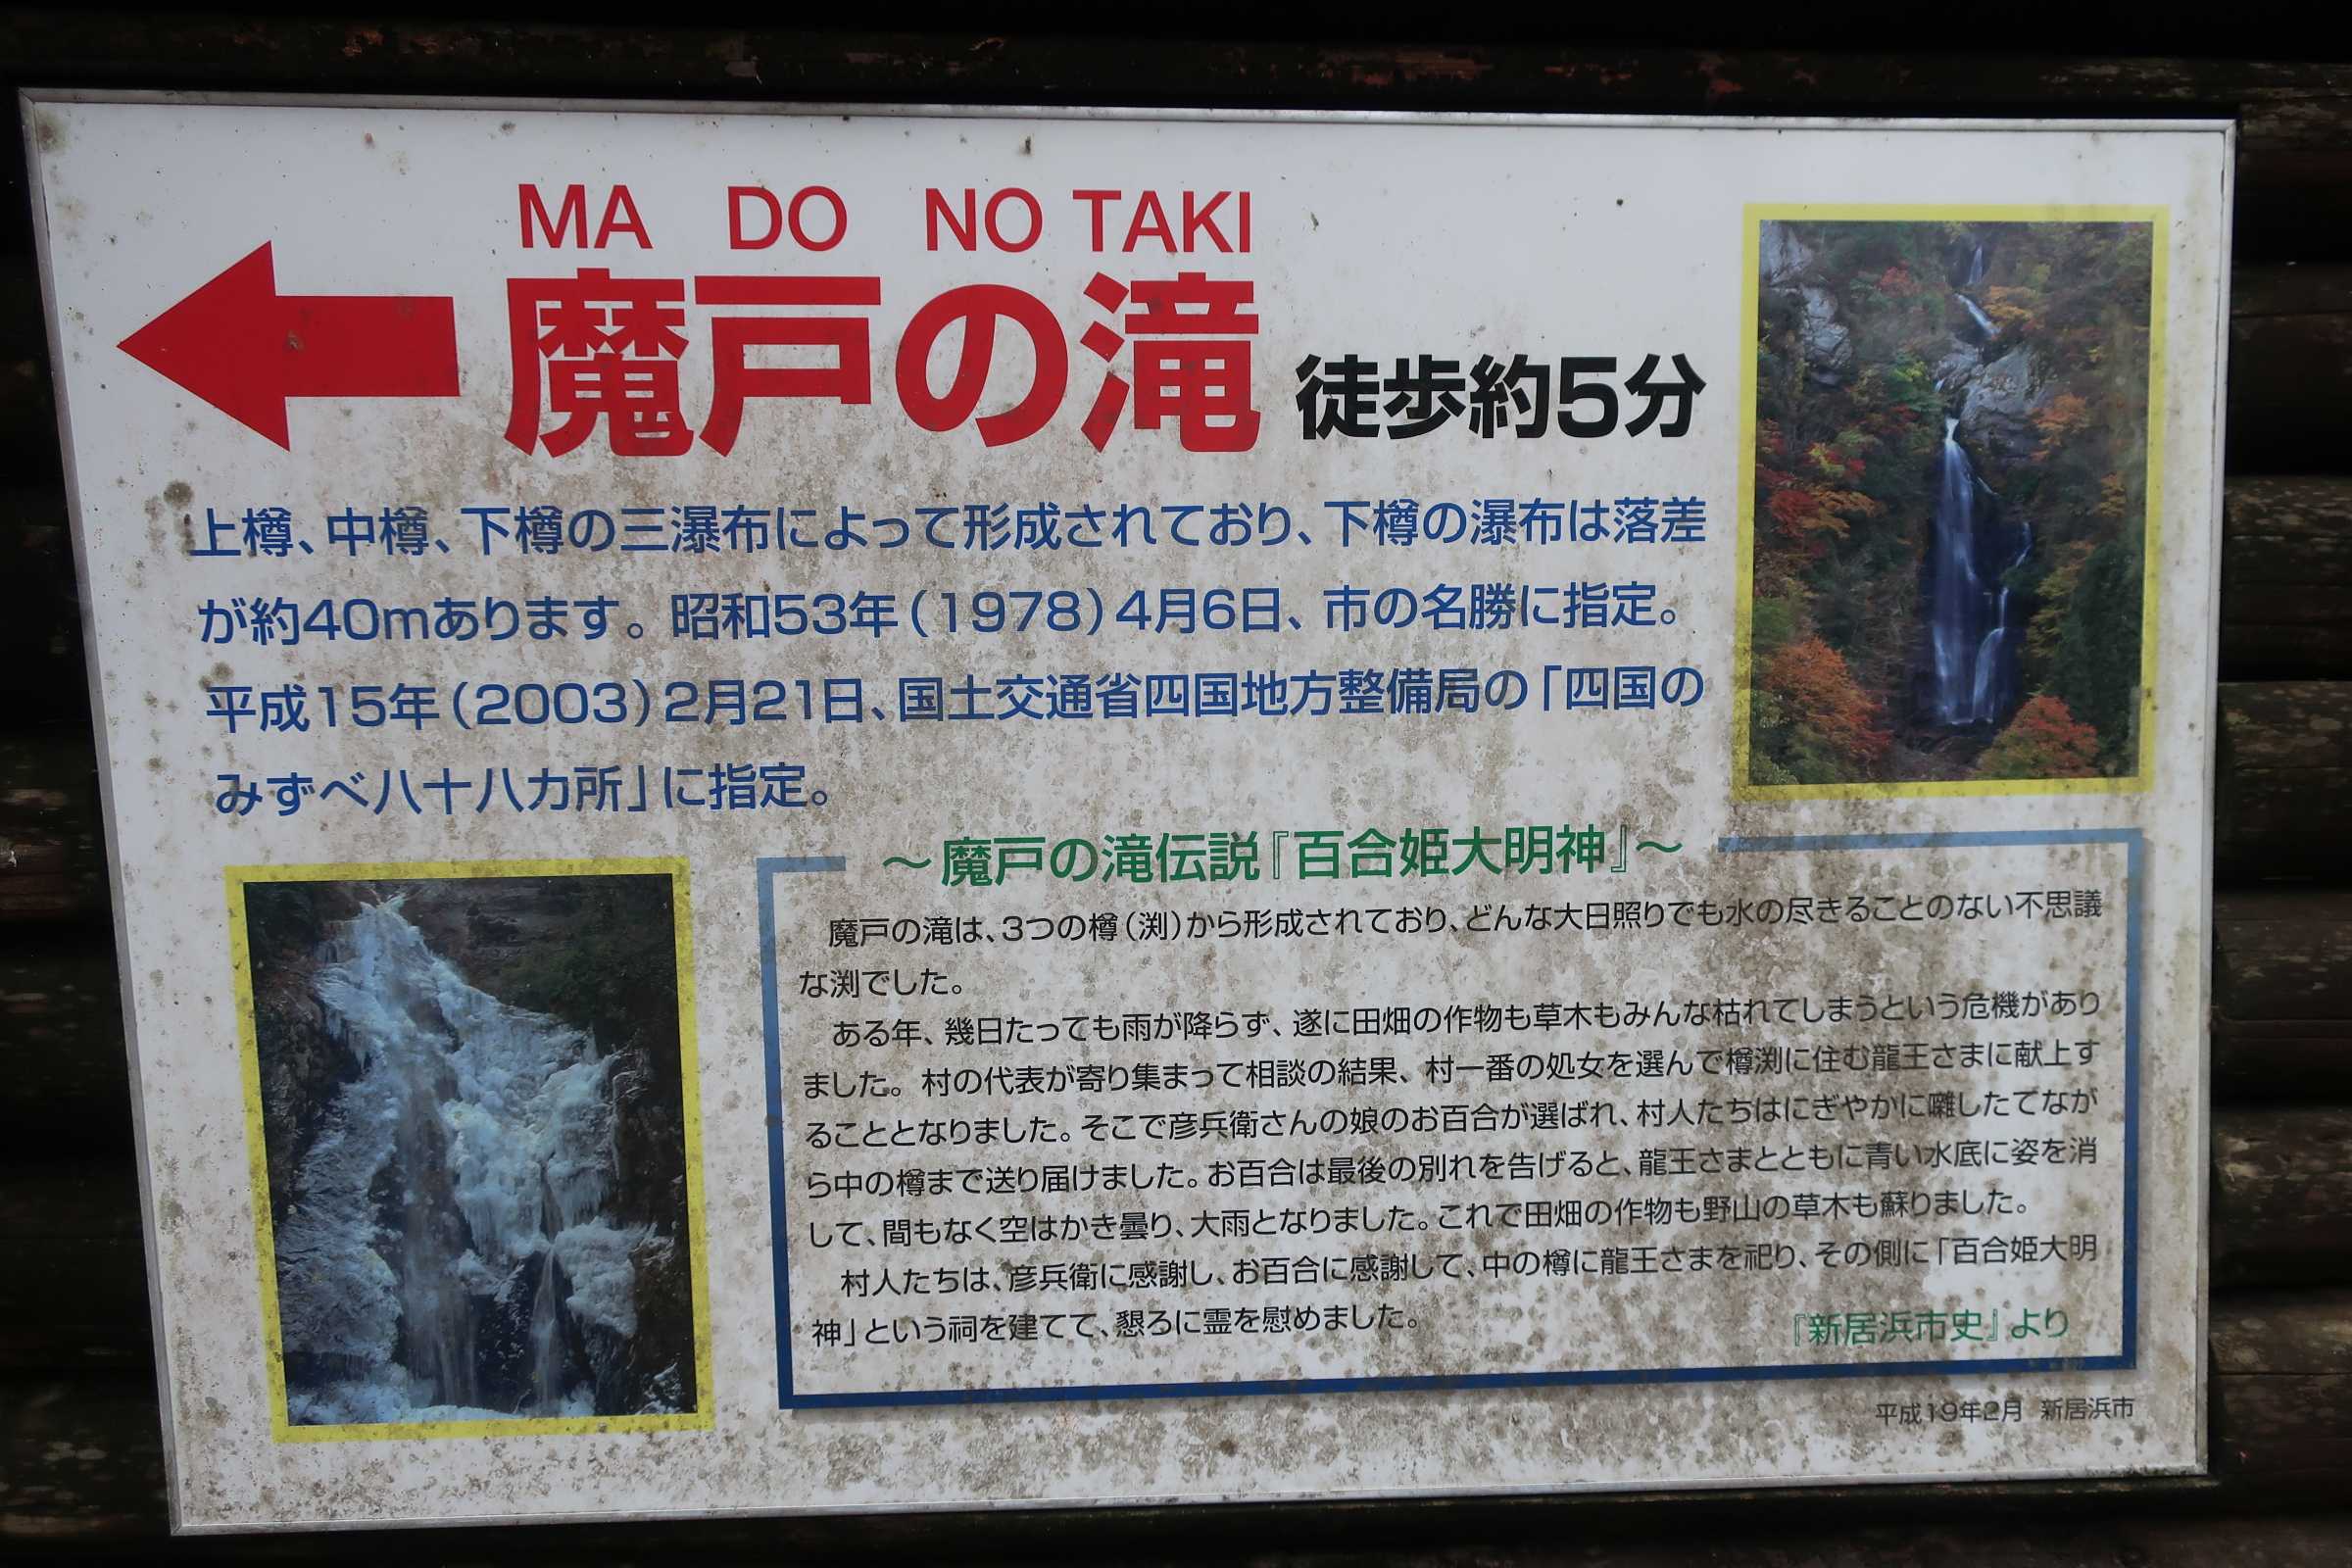 MA DO NO TAKI
魔戸の滝 徒歩約5分
上樽、中樽、下樽の三瀑布によって形成されており、下樽の瀑布は落差
が約40mあります。昭和53年(1978)4月6日、市の名勝に指定。
平成15年(2003)2月21日、国土交通省四国地方整備局の「四国の
みずべ八十八カ所」に指定。
～魔戸の滝伝説『百合姫大明神』～
魔戸の滝は、3つの樽(渕)から形成されており、どんな大日照りでも水の尽きることのない不思議
な渕でした。
ある年、幾日たっても雨が降らず、遂に田畑の作物も草木もみんな枯れてしまうという危機があり
ました。村の代表が寄り集まって相談の結果、村一番の処女を選んで樽渕に住む龍王さまに献上す
ることとなりました。そこで彦兵衛さんの娘のお百合が選ばれ、村人たちはにぎやかに囃したてなが
ら中の樽まで送り届けました。お百合は最後の別れを告げると、龍王さまとともに青い水底に姿を消
して、間もなく空はかき曇り、大雨となりました。これで田畑の作物も野山の草木も蘇りました。
村人たちは、彦兵衛に感謝し、お百合に感謝して、中の樽に龍王さまを祀り、その側に「百合姫大明
神」という祠を建てて、懇ろに霊を慰めました。
『新居浜市史』より
平成19年2月 新居浜市